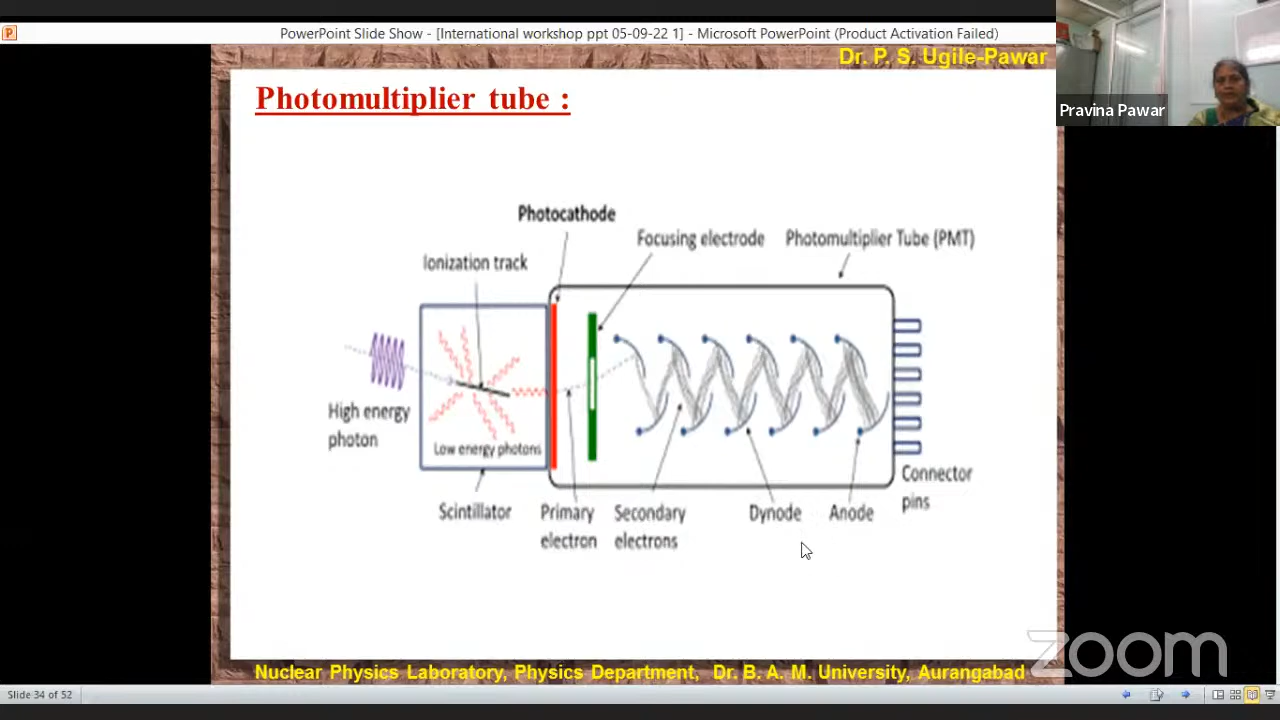 PowerPoint Slide Show - [International workshop ppt 05-09-22 1] - Microsoft PowerPoint (Product Activation Failed)
Dr. P. S. Ugile-Pawar
Pravina Pawar
Photomultiplier tube :
Photocathode
Focusing electrode
Photomultiplier Tube (PMT)
Ionization track
High energy
photon
Low energy photons
Connector
pins
Scintillator
Primary
electron
Secondary
electrons
Dynode
Anode
zoom
Nuclear Physics Laboratory, Physics Department, Dr. B. A. M. University, Aurangabad
Slide 34 of 52